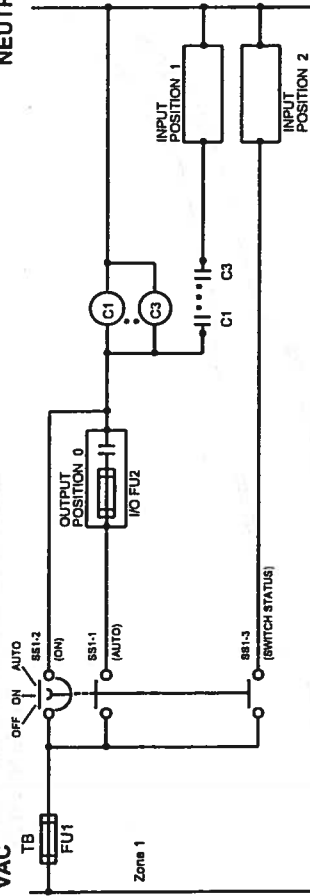 VAC
NEUTR
TB
FU1
OFF ON AUTO
SS1-2
(ON)
SS1-1
(AUTO)
OUTPUT
POSITION 0
I/O FU2
C1
C3
C1 C3
INPUT
POSITION 1
INPUT
POSITION 2
SS1-3
(SWITCH STATUS)
Zone 1